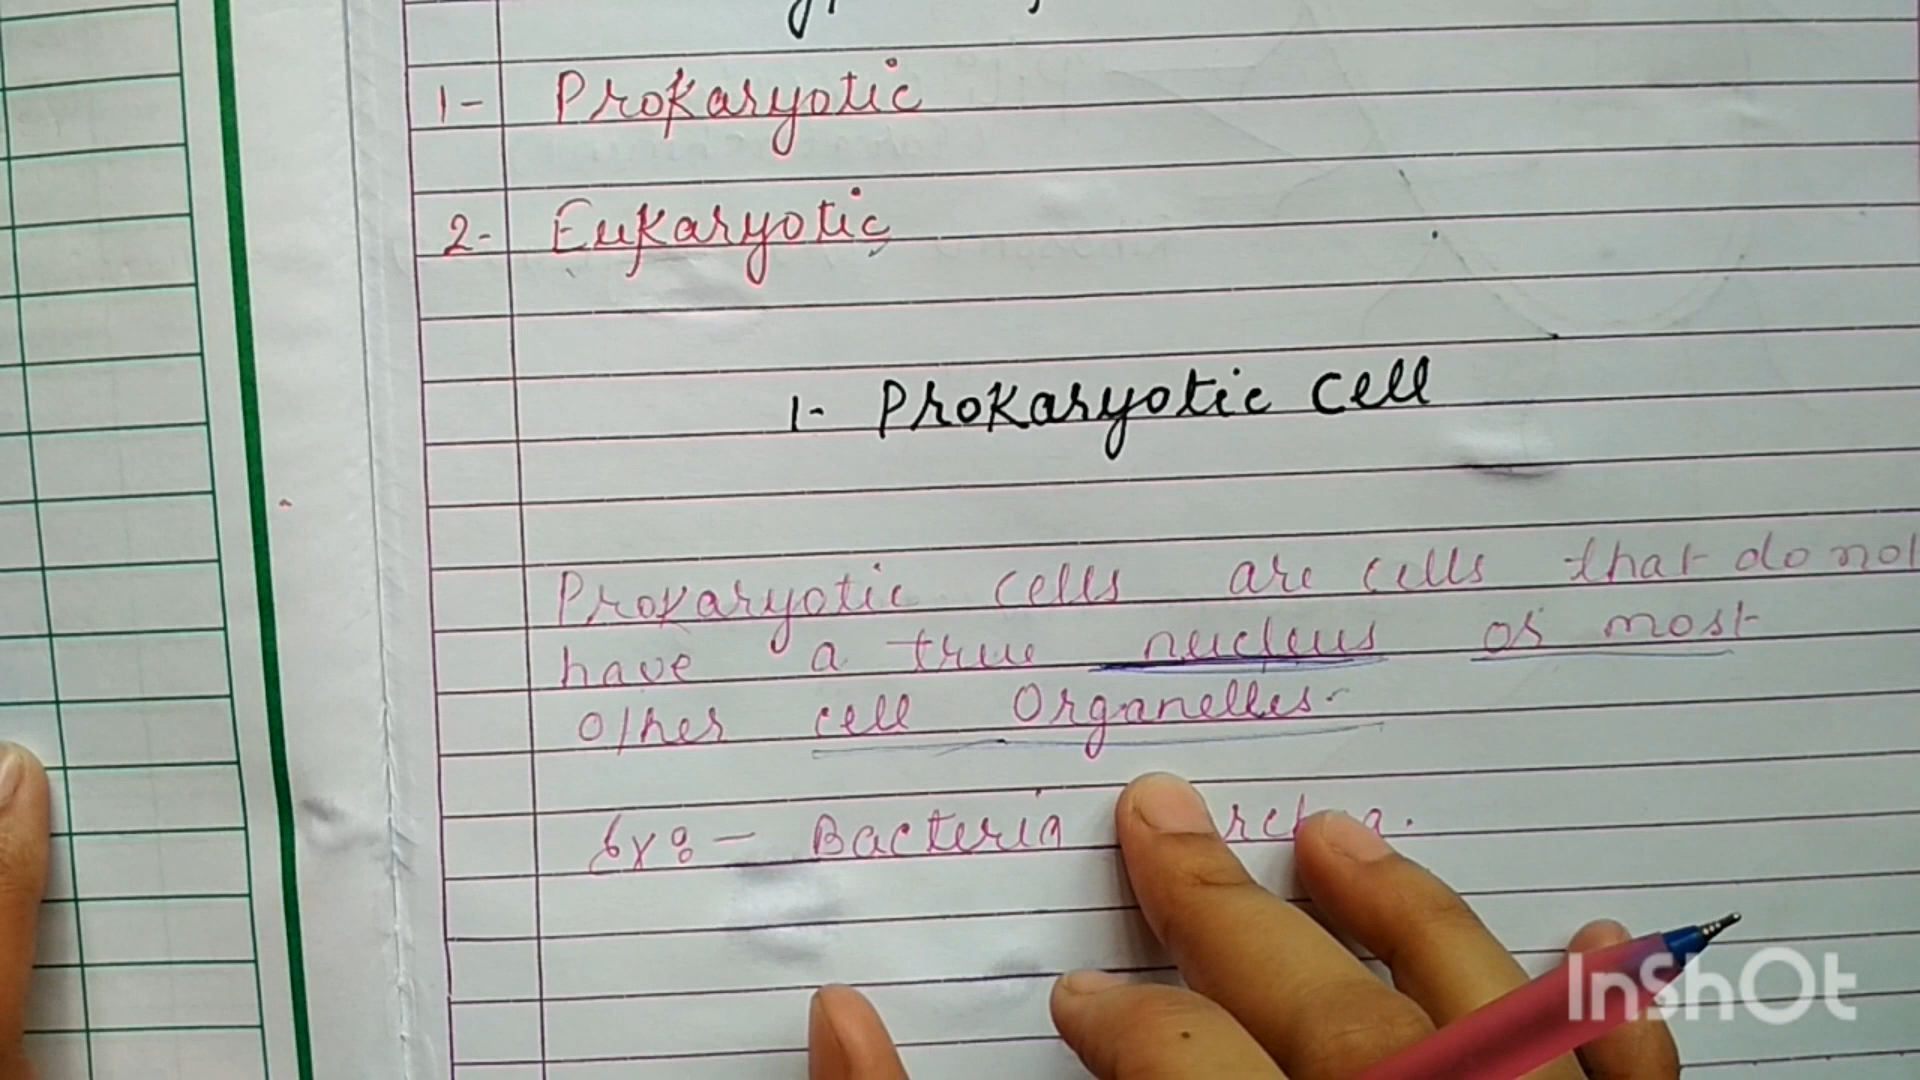 1- Prokaryotic
2- Eukaryotic
1- Prokaryotic cell
Prokaryotic cells are cells that do not
have a true nucleus or most
other cell Organelles.
Ex:- Bacteria
InShOt